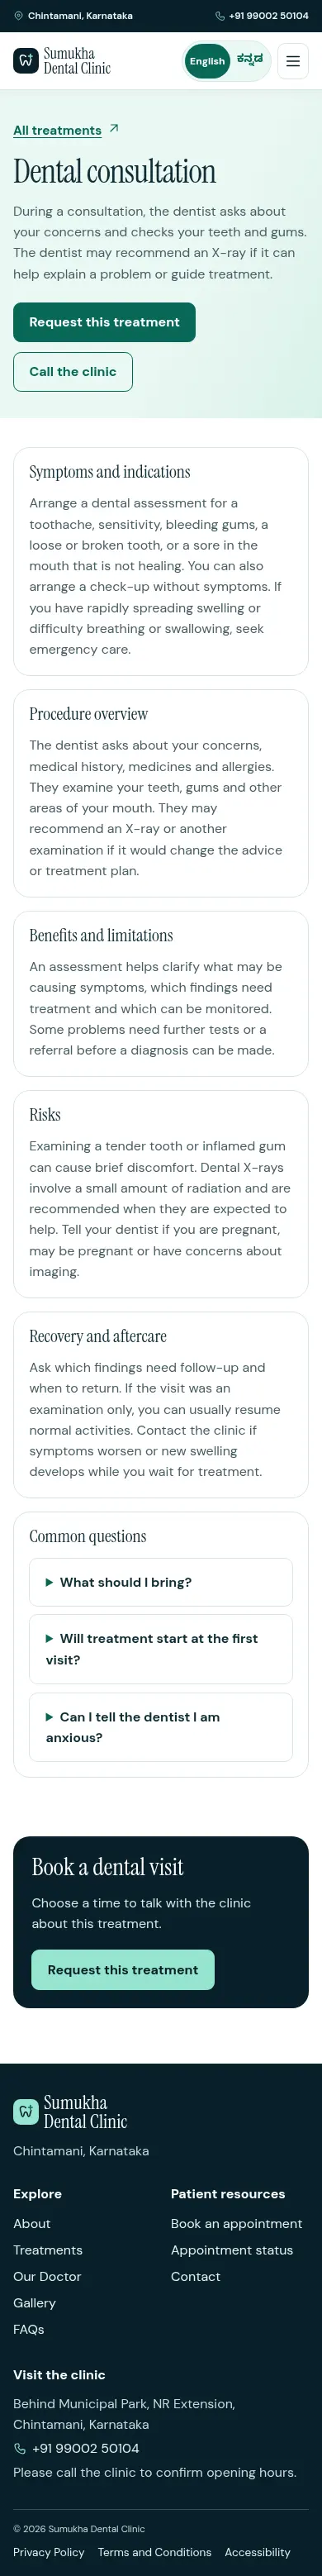 Chintamani, Karnataka
+91 99002 50104
Sumukha
Dental Clinic
English
ಕನ್ನಡ
All treatments
Dental consultation
During a consultation, the dentist asks about
your concerns and checks your teeth and gums.
The dentist may recommend an X-ray if it can
help explain a problem or guide treatment.
Request this treatment
Call the clinic
Symptoms and indications
Arrange a dental assessment for a
toothache, sensitivity, bleeding gums, a
loose or broken tooth, or a sore in the
mouth that is not healing. You can also
arrange a check-up without symptoms. If
you have rapidly spreading swelling or
difficulty breathing or swallowing, seek
emergency care.
Procedure overview
The dentist asks about your concerns,
medical history, medicines and allergies.
They examine your teeth, gums and other
areas of your mouth. They may
recommend an X-ray or another
examination if it would change the advice
or treatment plan.
Benefits and limitations
An assessment helps clarify what may be
causing symptoms, which findings need
treatment and which can be monitored.
Some problems need further tests or a
referral before a diagnosis can be made.
Risks
Examining a tender tooth or inflamed gum
can cause brief discomfort. Dental X-rays
involve a small amount of radiation and are
recommended when they are expected to
help. Tell your dentist if you are pregnant,
may be pregnant or have concerns about
imaging.
Recovery and aftercare
Ask which findings need follow-up and
when to return. If the visit was an
examination only, you can usually resume
normal activities. Contact the clinic if
symptoms worsen or new swelling
develops while you wait for treatment.
Common questions
What should I bring?
Will treatment start at the first
visit?
Can I tell the dentist I am
anxious?
Book a dental visit
Choose a time to talk with the clinic
about this treatment.
Request this treatment
Sumukha
Dental Clinic
Chintamani, Karnataka
Explore
About
Treatments
Our Doctor
Gallery
FAQs
Patient resources
Book an appointment
Appointment status
Contact
Visit the clinic
Behind Municipal Park, NR Extension,
Chintamani, Karnataka
+91 99002 50104
Please call the clinic to confirm opening hours.
© 2026 Sumukha Dental Clinic
Privacy Policy
Terms and Conditions
Accessibility